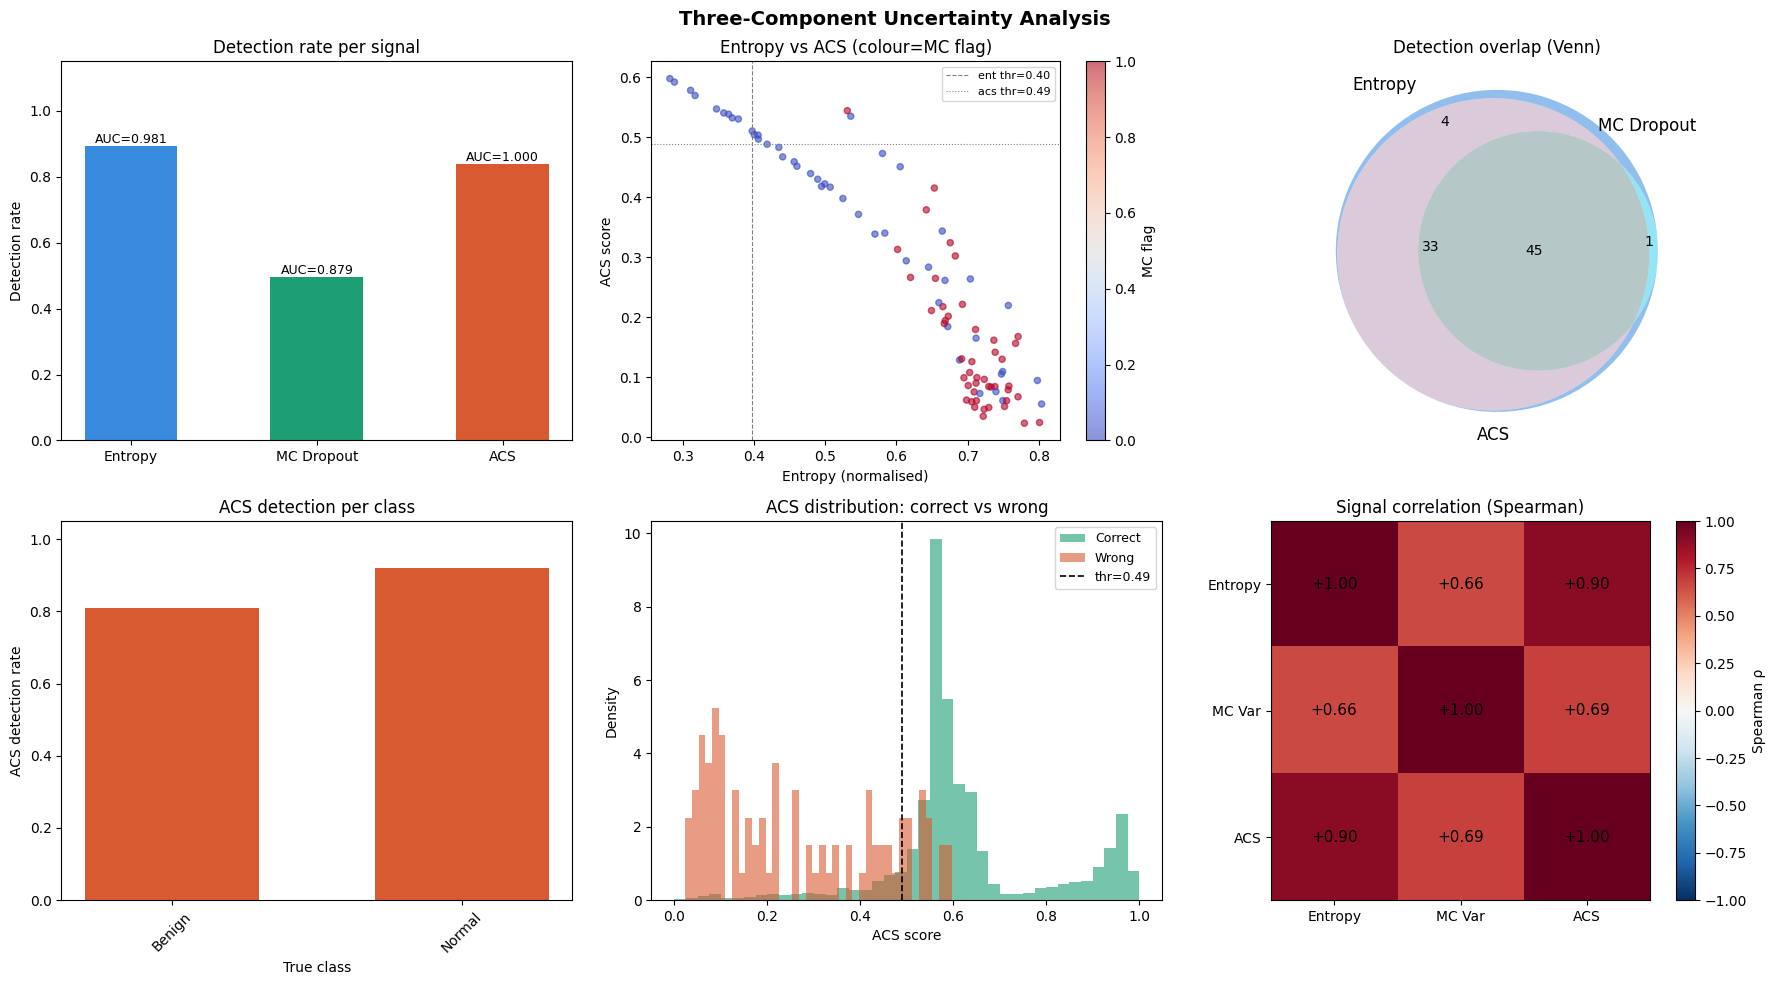 Three-Component Uncertainty Analysis
Detection rate per signal
AUC=0.981
AUC=0.879
AUC=1.000
Detection rate
1.0
0.8
0.6
0.4
0.2
0.0
Entropy
MC Dropout
ACS
Entropy vs ACS (colour=MC flag)
ent thr=0.40
acs thr=0.49
ACS score
0.6
0.5
0.4
0.3
0.2
0.1
0.0
0.3
0.4
0.5
0.6
0.7
0.8
Entropy (normalised)
1.0
0.8
0.6
0.4
0.2
0.0
MC flag
Detection overlap (Venn)
Entropy
MC Dropout
4
33
45
1
ACS
ACS detection per class
ACS detection rate
1.0
0.8
0.6
0.4
0.2
0.0
Benign
Normal
True class
ACS distribution: correct vs wrong
Correct
Wrong
thr=0.49
Density
10
8
6
4
2
0
0.0
0.2
0.4
0.6
0.8
1.0
ACS score
Signal correlation (Spearman)
Entropy
MC Var
ACS
+1.00
+0.66
+0.90
+0.66
+1.00
+0.69
+0.90
+0.69
+1.00
Entropy
MC Var
ACS
1.00
0.75
0.50
0.25
0.00
−0.25
−0.50
−0.75
−1.00
Spearman ρ